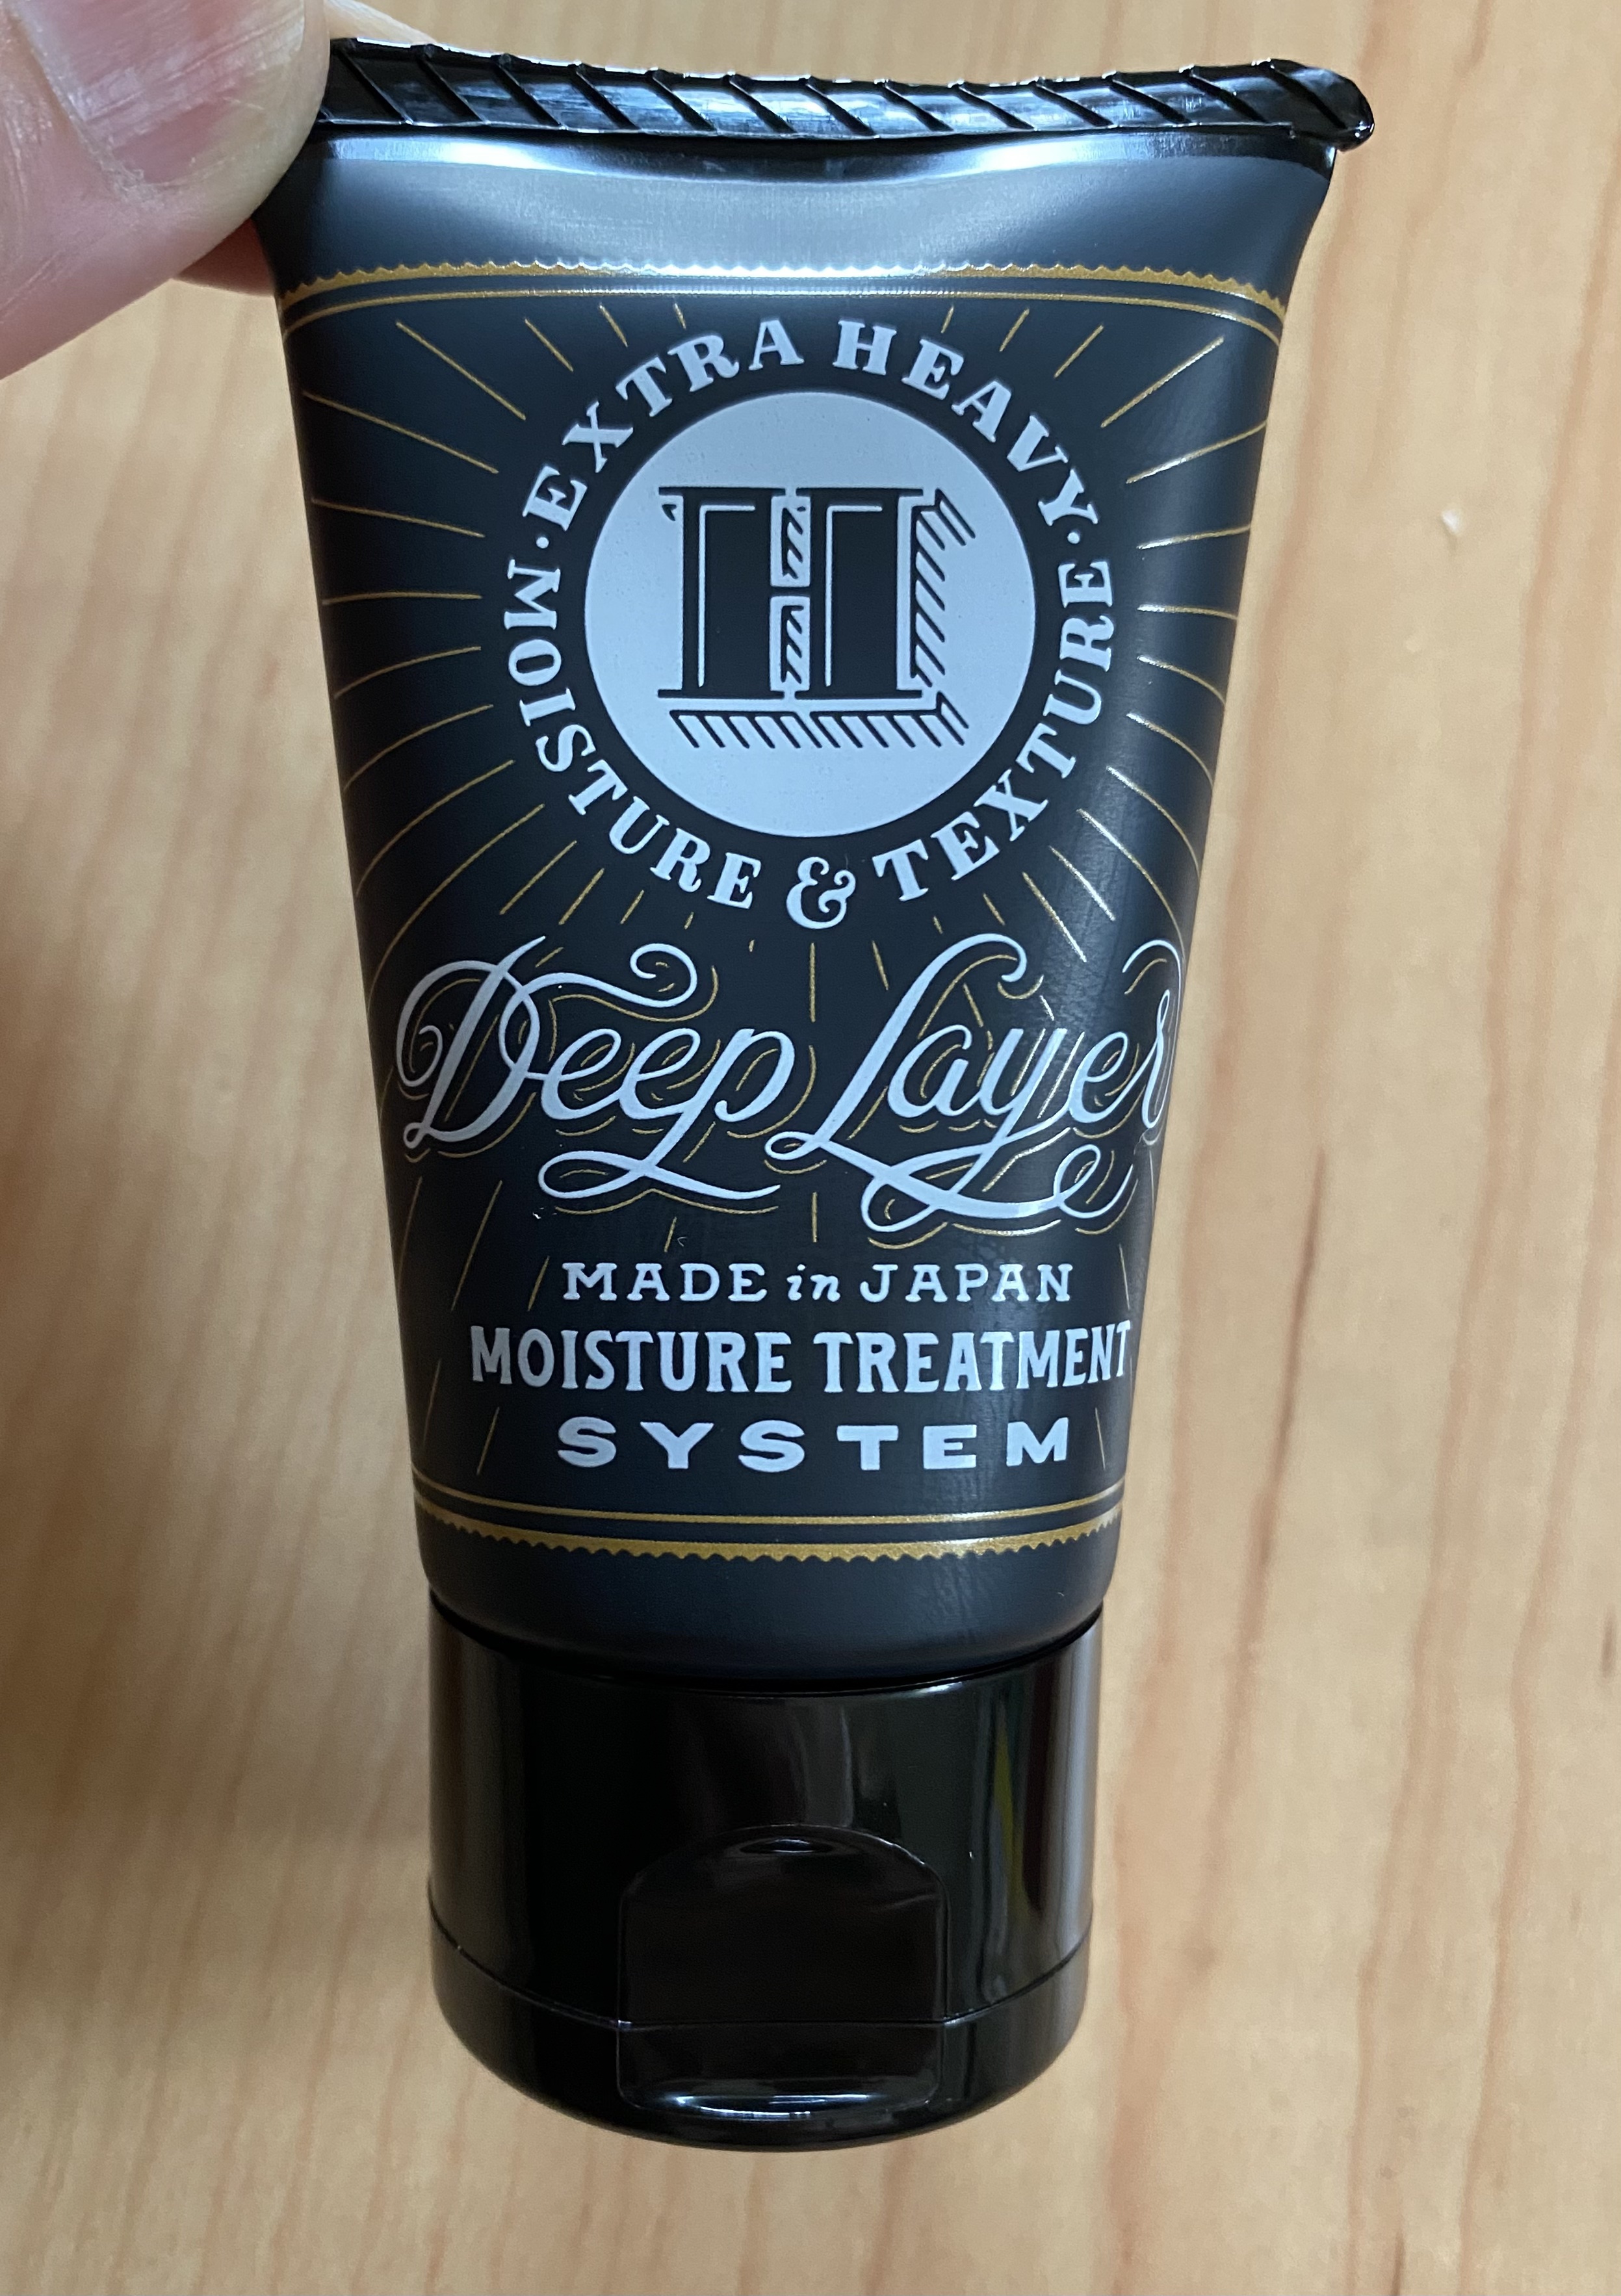 ·EXTRA HEAVY·
H
MOISTURE & TEXTURE
Deep Layer
MADE in JAPAN
MOISTURE TREATMENT
SYSTEM